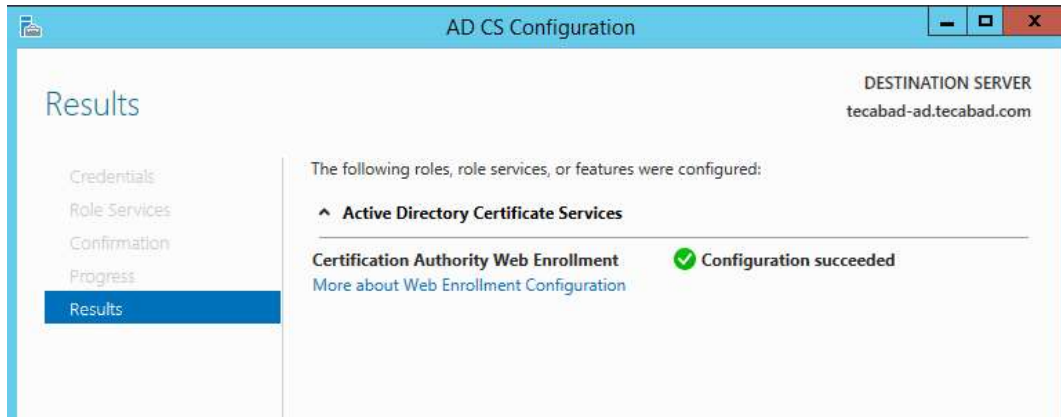 AD CS Configuration
Results
DESTINATION SERVER
tecabad-ad.tecabad.com
Credentials
Role Services
Confirmation
Progress
Results
The following roles, role services, or features were configured:
Active Directory Certificate Services
Certification Authority Web Enrollment Configuration succeeded
More about Web Enrollment Configuration